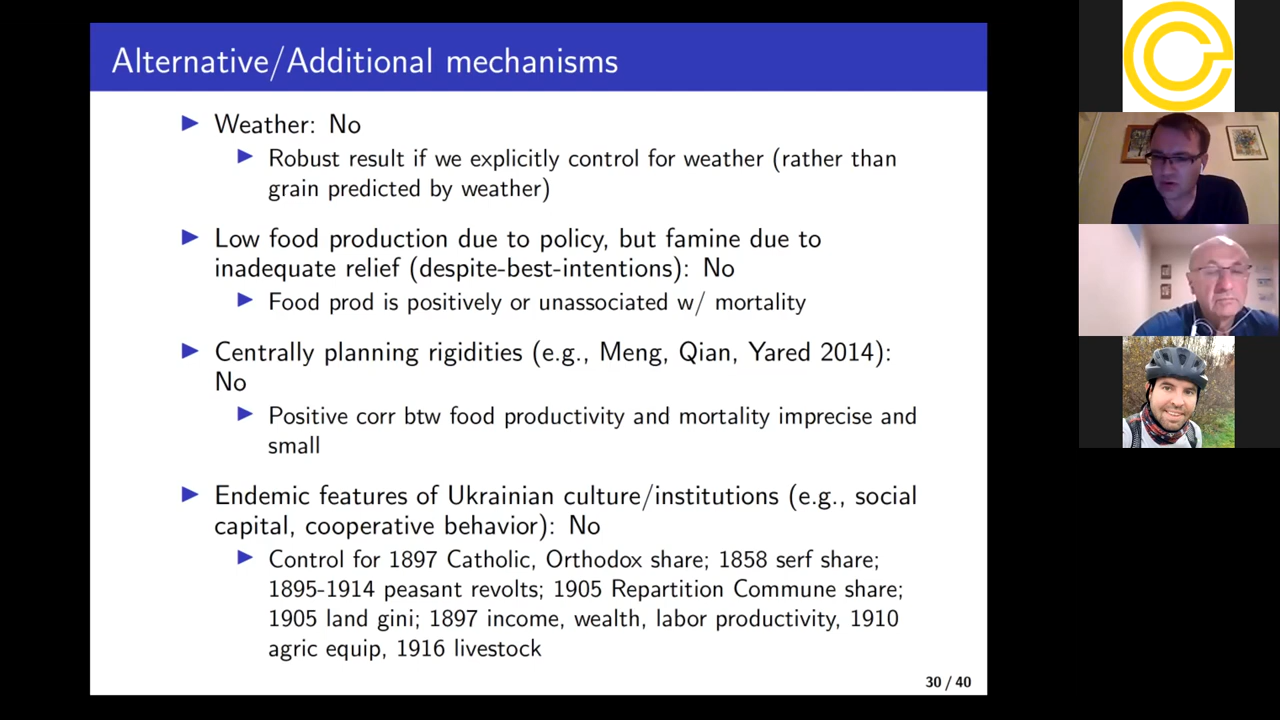 Alternative/Additional mechanisms
Weather: No
Robust result if we explicitly control for weather (rather than
grain predicted by weather)
Low food production due to policy, but famine due to
inadequate relief (despite-best-intentions): No
Food prod is positively or unassociated w/ mortality
Centrally planning rigidities (e.g., Meng, Qian, Yared 2014):
No
Positive corr btw food productivity and mortality imprecise and
small
Endemic features of Ukrainian culture/institutions (e.g., social
capital, cooperative behavior): No
Control for 1897 Catholic, Orthodox share; 1858 serf share;
1895-1914 peasant revolts; 1905 Repartition Commune share;
1905 land gini; 1897 income, wealth, labor productivity, 1910
agric equip, 1916 livestock
30 / 40